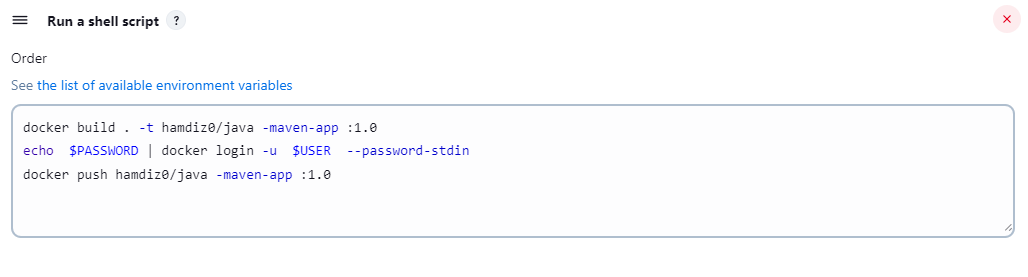 Run a shell script ?
Order
See the list of available environment variables
docker build . -t hamdiz0/java -maven-app :1.0
echo $PASSWORD | docker login -u $USER --password-stdin
docker push hamdiz0/java -maven-app :1.0